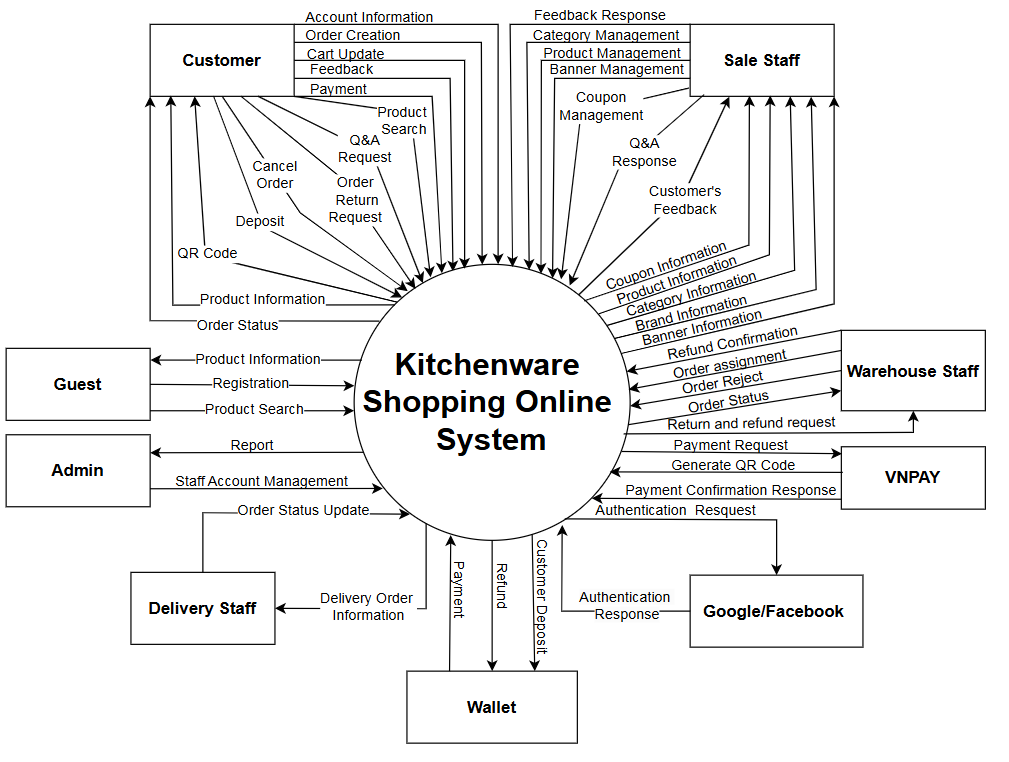 Account Information
Order Creation
Cart Update
Feedback
Payment
Customer
Product
Search
Q&A
Request
Cancel
Order
Order
Return
Request
Deposit
QR Code
Product Information
Order Status
Feedback Response
Category Management
Product Management
Banner Management
Sale Staff
Coupon
Management
Q&A
Response
Customer's
Feedback
Coupon Information
Product Information
Category Information
Brand Information
Banner Information
Kitchenware
Shopping Online
System
Guest
Product Information
Registration
Product Search
Admin
Report
Staff Account Management
Refund Confirmation
Order assignment
Order Reject
Order Status
Return and refund request
Warehouse Staff
Payment Request
Generate QR Code
Payment Confirmation Response
VNPAY
Order Status Update
Delivery Staff
Delivery Order
Information
Payment
Refund
Customer Deposit
Wallet
Authentication  Resquest
Authentication
Response
Google/Facebook